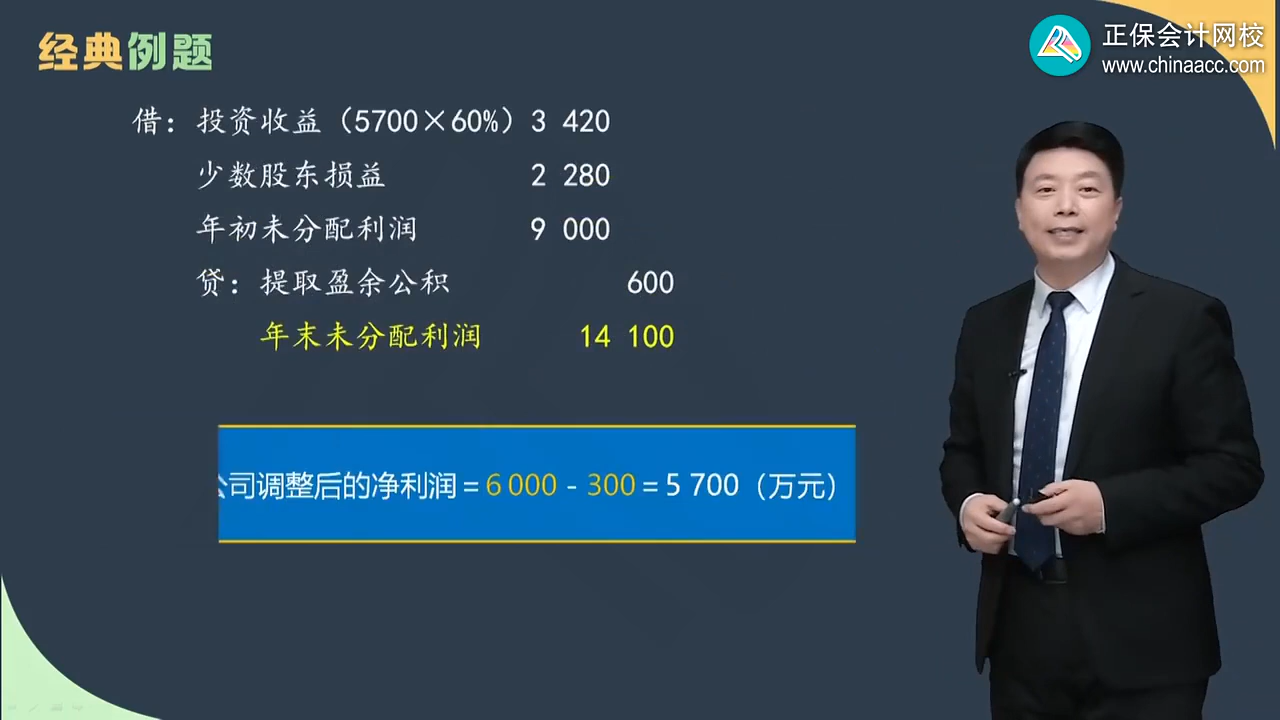 经典例题
正保会计网校
www.chinaacc.com
借：投资收益（5700×60%）3 420
少数股东损益 2 280
年初未分配利润 9 000
贷：提取盈余公积 600
年末未分配利润 14 100
公司调整后的净利润=6 000-300=5 700（万元）